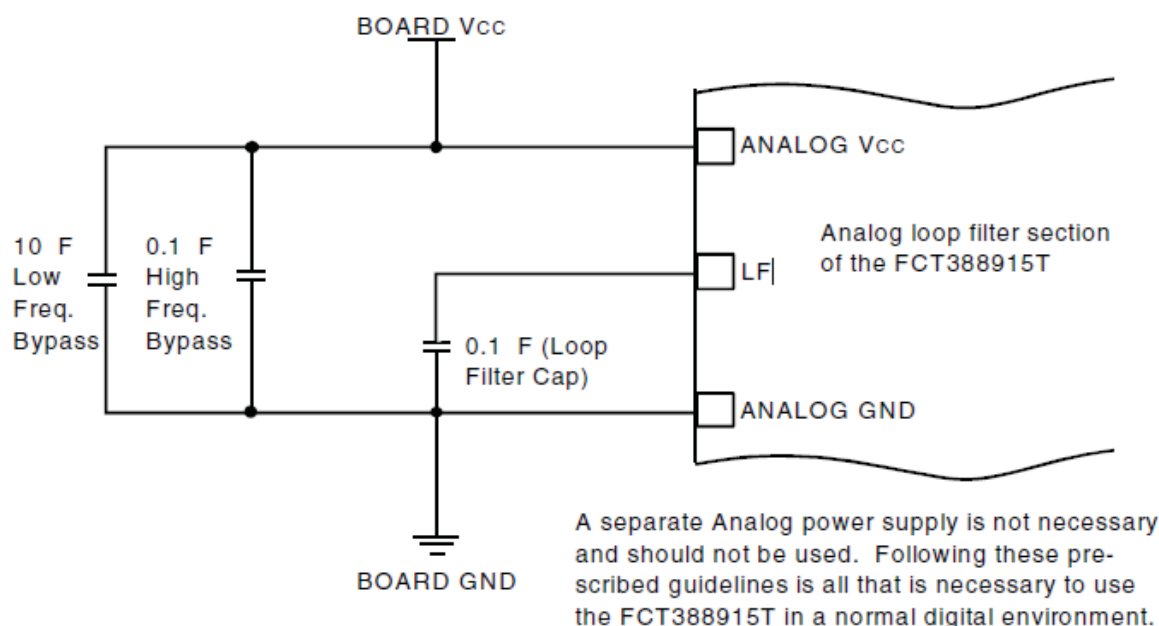 BOARD VCC
ANALOG VCC
10 F
Low
Freq.
Bypass
0.1 F
High
Freq.
Bypass
Analog loop filter section
of the FCT388915T
LF
0.1 F (Loop
Filter Cap)
ANALOG GND
BOARD GND
A separate Analog power supply is not necessary
and should not be used. Following these pre-
scribed guidelines is all that is necessary to use
the FCT388915T in a normal digital environment.